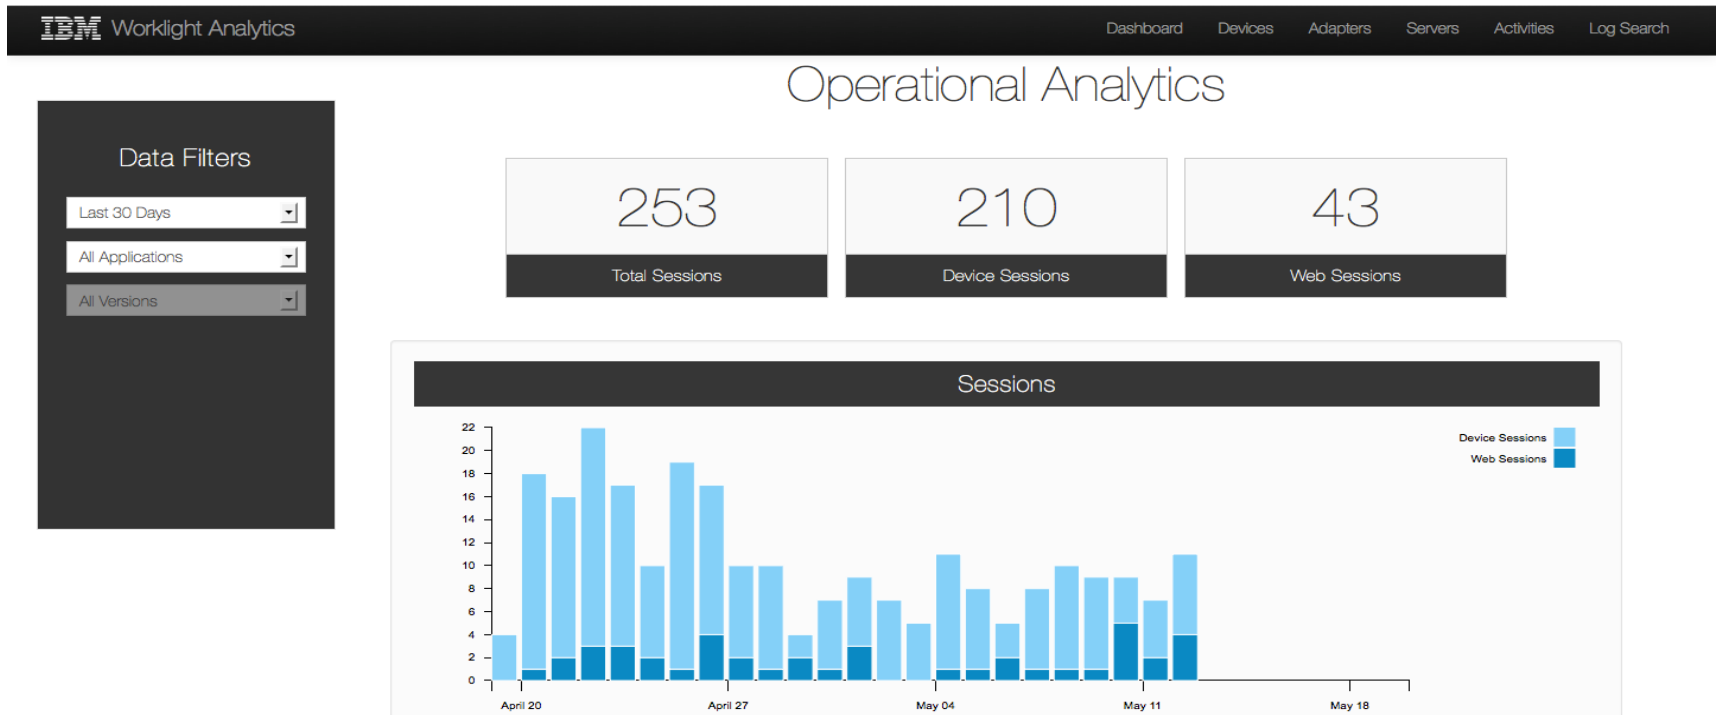 IBM Worklight Analytics Dashboard Devices Adapters Servers Activities Log Search
Operational Analytics
Data Filters
Last 30 Days
All Applications
All Versions
253 210 43
Total Sessions Device Sessions Web Sessions
Sessions
Device Sessions
Web Sessions
22
20
18
16
14
12
10
8
6
4
2
0
April 20 April 27 May 04 May 11 May 18